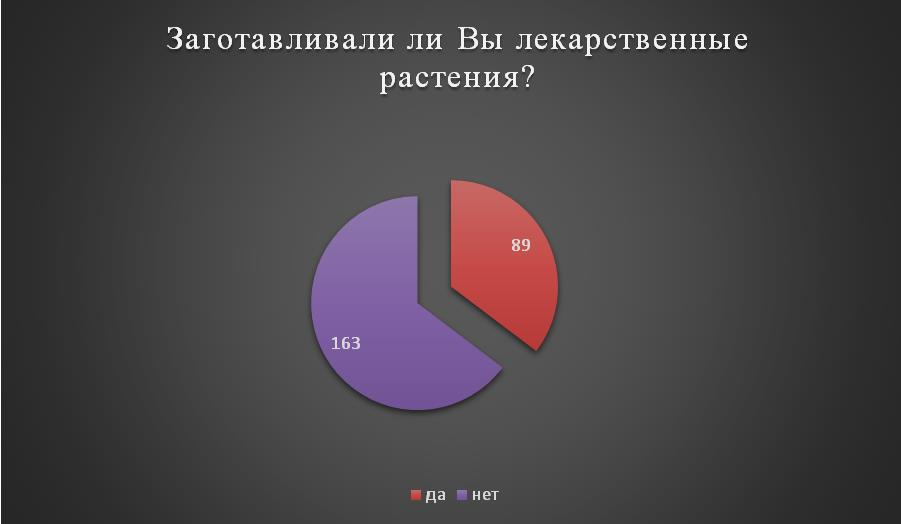 Заготавливали ли Вы лекарственные
растения?
89
163
да нет